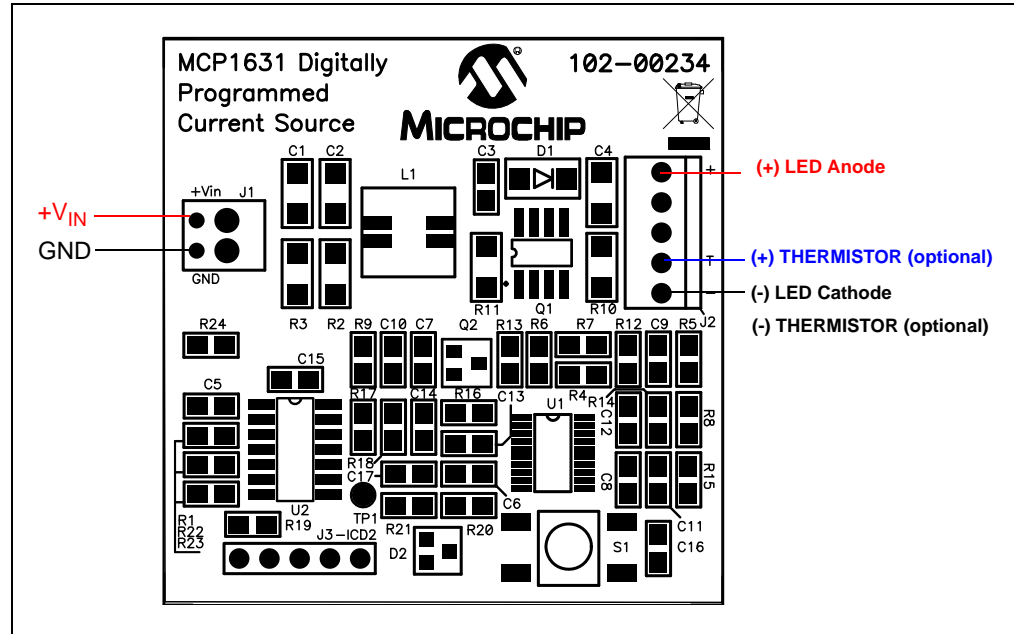 MCP1631 Digitally
Programmed
Current Source
MICROCHIP
®
102-00234
C1
C2
C3
D1
C4
L1
+Vin
J1
GND
+VIN
GND
+
T
-
J2
(+) LED Anode
(+) THERMISTOR (optional)
(-) LED Cathode
(-) THERMISTOR (optional)
R3
R2
R11
Q1
R10
R24
R9
C10
C7
Q2
R13
R6
R7
R12
C9
R5
C15
R4
R14
C5
R17
C14
R16
C13
U1
C12
R8
R18
C17
C6
C8
R15
U2
TP1
R1
R22
R23
R19
R21
R20
C11
J3-ICD2
D2
S1
C16